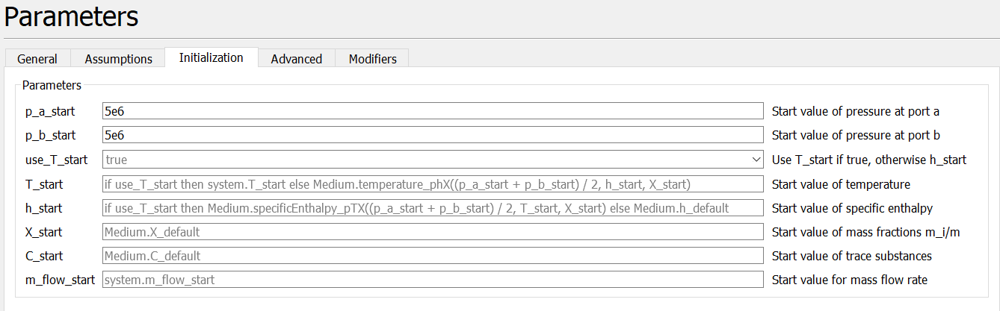 Parameters
General Assumptions Initialization Advanced Modifiers
Parameters
p_a_start 5e6 Start value of pressure at port a
p_b_start 5e6 Start value of pressure at port b
use_T_start true Use T_start if true, otherwise h_start
T_start if use_T_start then system.T_start else Medium.temperature_phX((p_a_start + p_b_start) / 2, h_start, X_start) Start value of temperature
h_start if use_T_start then Medium.specificEnthalpy_pTX((p_a_start + p_b_start) / 2, T_start, X_start) else Medium.h_default Start value of specific enthalpy
X_start Medium.X_default Start value of mass fractions m_i/m
C_start Medium.C_default Start value of trace substances
m_flow_start system.m_flow_start Start value for mass flow rate